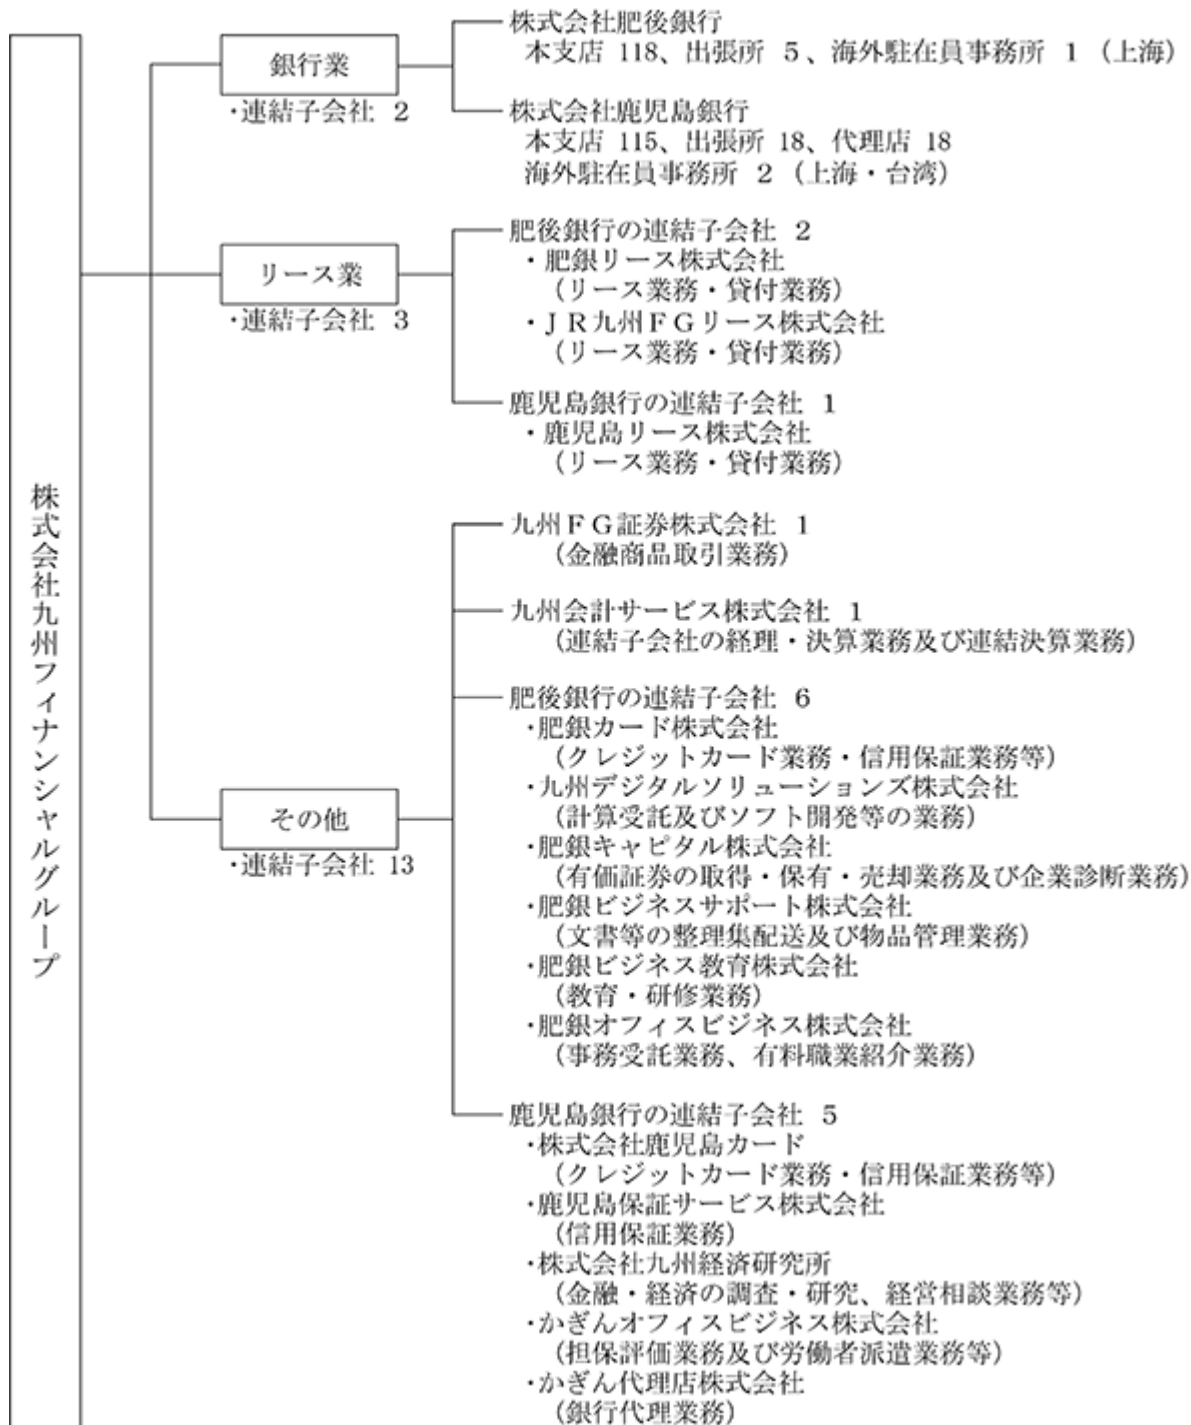 株式会社九州フィナンシャルグループ
銀行業
・連結子会社 2
株式会社肥後銀行
本支店 118、出張所 5、海外駐在員事務所 1（上海）
株式会社鹿児島銀行
本支店 115、出張所 18、代理店 18
海外駐在員事務所 2（上海・台湾）
リース業
・連結子会社 3
肥後銀行の連結子会社 2
・肥銀リース株式会社
（リース業務・貸付業務）
・ＪＲ九州ＦＧリース株式会社
（リース業務・貸付業務）
鹿児島銀行の連結子会社 1
・鹿児島リース株式会社
（リース業務・貸付業務）
その他
・連結子会社 13
九州ＦＧ証券株式会社 1
（金融商品取引業務）
九州会計サービス株式会社 1
（連結子会社の経理・決算業務及び連結決算業務）
肥後銀行の連結子会社 6
・肥銀カード株式会社
（クレジットカード業務・信用保証業務等）
・九州デジタルソリューションズ株式会社
（計算受託及びソフト開発等の業務）
・肥銀キャピタル株式会社
（有価証券の取得・保有・売却業務及び企業診断業務）
・肥銀ビジネスサポート株式会社
（文書等の整理集配送及び物品管理業務）
・肥銀ビジネス教育株式会社
（教育・研修業務）
・肥銀オフィスビジネス株式会社
（事務受託業務、有料職業紹介業務）
鹿児島銀行の連結子会社 5
・株式会社鹿児島カード
（クレジットカード業務・信用保証業務等）
・鹿児島保証サービス株式会社
（信用保証業務）
・株式会社九州経済研究所
（金融・経済の調査・研究、経営相談業務等）
・かぎんオフィスビジネス株式会社
（担保評価業務及び労働者派遣業務等）
・かぎん代理店株式会社
（銀行代理業務）